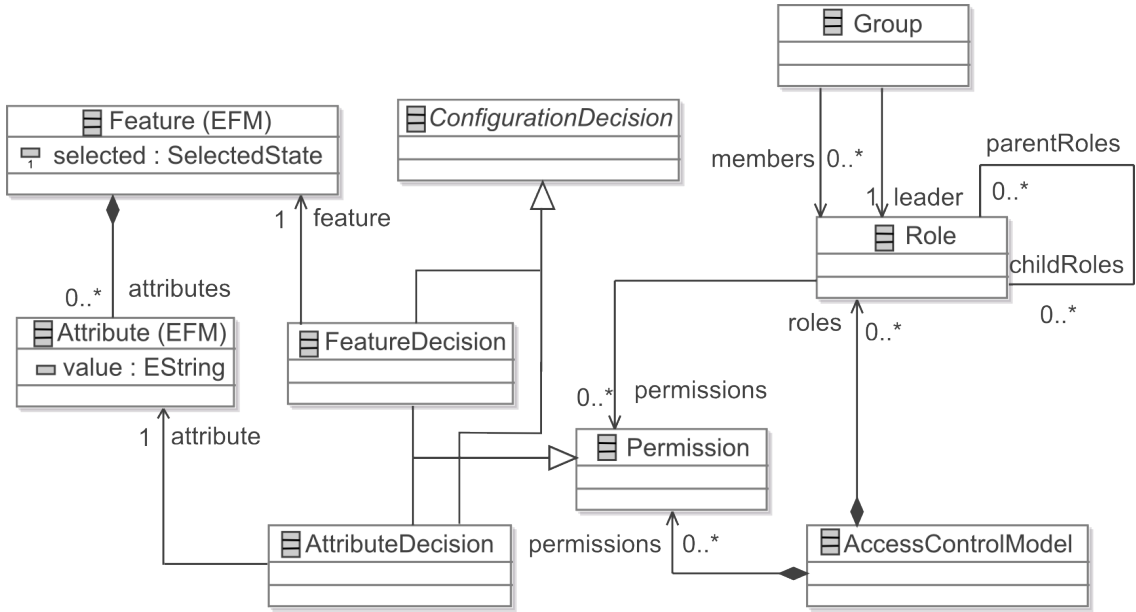 Group
Feature (EFM)
selected : SelectedState
ConfigurationDecision
members
0..*
1
leader
parentRoles
0..*
Role
childRoles
0..*
1
feature
attributes
0..*
Attribute (EFM)
value : EString
FeatureDecision
roles
0..*
0..*
permissions
1
attribute
Permission
AttributeDecision
permissions
0..*
AccessControlModel